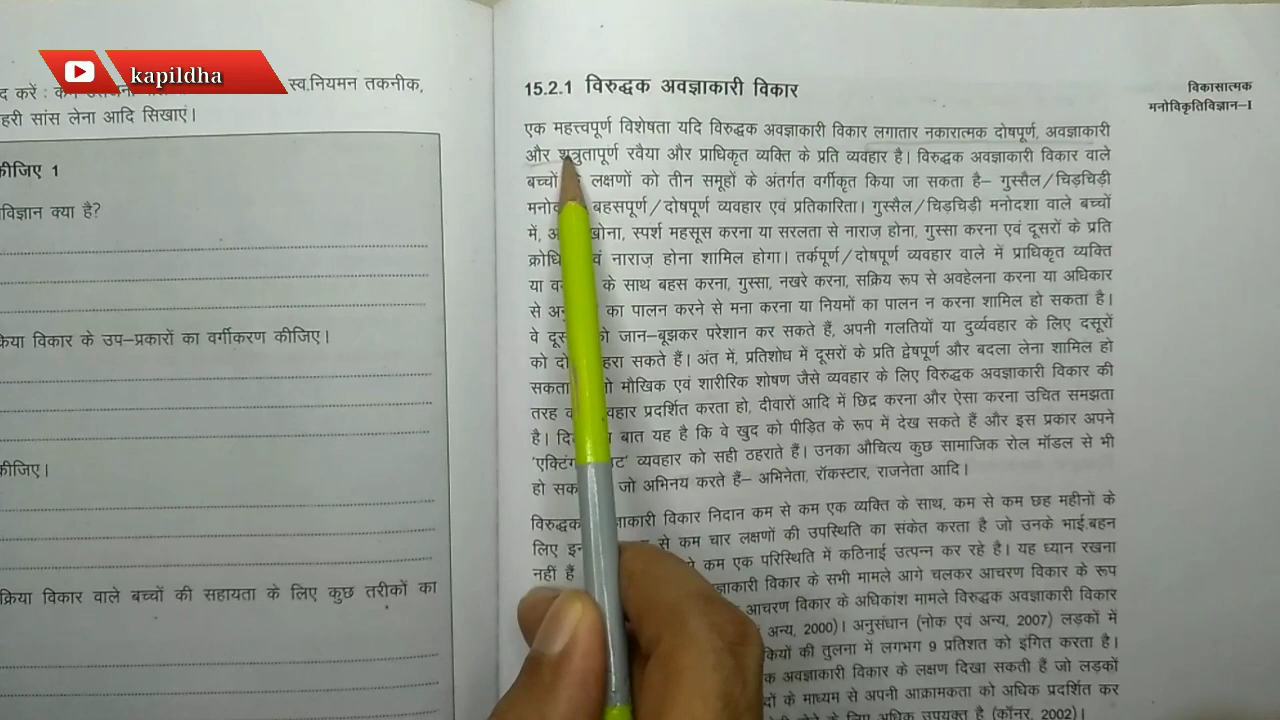 kapildha
द करें : स्व.नियमन तकनीक,
हरी सांस लेना आदि सिखाएं।
कीजिए 1
विज्ञान क्या है?
क्रिया विकार के उप–प्रकारों का वर्गीकरण कीजिए।
कीजिए।
क्रिया विकार वाले बच्चों की सहायता के लिए कुछ तरीकों का
विकासात्मक
मनोविकृतिविज्ञान–I
15.2.1 विरुद्धक अवज्ञाकारी विकार
एक महत्त्वपूर्ण विशेषता यदि विरुद्धक अवज्ञाकारी विकार लगातार नकारात्मक दोषपूर्ण, अवज्ञाकारी
और शत्रुतापूर्ण रवैया और प्राधिकृत व्यक्ति के प्रति व्यवहार है। विरुद्धक अवज्ञाकारी विकार वाले
बच्चों लक्षणों को तीन समूहों के अंतर्गत वर्गीकृत किया जा सकता है– गुस्सैल/चिड़चिड़ी
बहसपूर्ण/दोषपूर्ण व्यवहार एवं प्रतिकारिता। गुस्सैल/चिड़चिड़ी मनोदशा वाले बच्चों
में, खोना, स्पर्श महसूस करना या सरलता से नाराज़ होना, गुस्सा करना एवं दूसरों के प्रति
नाराज़ होना शामिल होगा। तर्कपूर्ण/दोषपूर्ण व्यवहार वाले में प्राधिकृत व्यक्ति
या के साथ बहस करना, गुस्सा, नखरे करना, सक्रिय रूप से अवहेलना करना या अधिकार
से का पालन करने से मना करना या नियमों का पालन न करना शामिल हो सकता है।
वे को जान–बूझकर परेशान कर सकते हैं, अपनी गलतियों या दुर्व्यवहार के लिए दसूरों
को ठहरा सकते हैं। अंत में, प्रतिशोध में दूसरों के प्रति द्वेषपूर्ण और बदला लेना शामिल हो
सकता मौखिक एवं शारीरिक शोषण जैसे व्यवहार के लिए विरुद्धक अवज्ञाकारी विकार की
तरह प्रदर्शित करता हो, दीवारों आदि में छिद्र करना और ऐसा करना उचित समझता
है। बात यह है कि वे खुद को पीड़ित के रूप में देख सकते हैं और इस प्रकार अपने
व्यवहार को सही ठहराते हैं। उनका औचित्य कुछ सामाजिक रोल मॉडल से भी
हो जो अभिनय करते हैं– अभिनेता, रॉकस्टार, राजनेता आदि।
विरुद्धक विकार निदान कम से कम एक व्यक्ति के साथ, कम से कम छह महीनों के
लिए से कम चार लक्षणों की उपस्थिति का संकेत करता है जो उनके भाई.बहन
कम एक परिस्थिति में कठिनाई उत्पन्न कर रहे है। यह ध्यान रखना
नहीं हैं विकार के सभी मामले आगे चलकर आचरण विकार के रूप
आचरण विकार के अधिकांश मामले विरुद्धक अवज्ञाकारी विकार
अन्य, 2000)। अनुसंधान (नोक एवं अन्य, 2007) लड़कों में
की तुलना में लगभग 9 प्रतिशत को इंगित करता है।
अवज्ञाकारी विकार के लक्षण दिखा सकती हैं जो लड़कों
के माध्यम से अपनी आक्रामकता को अधिक प्रदर्शित कर
के लिए अधिक उपयुक्त है (कॉनर, 2002)।